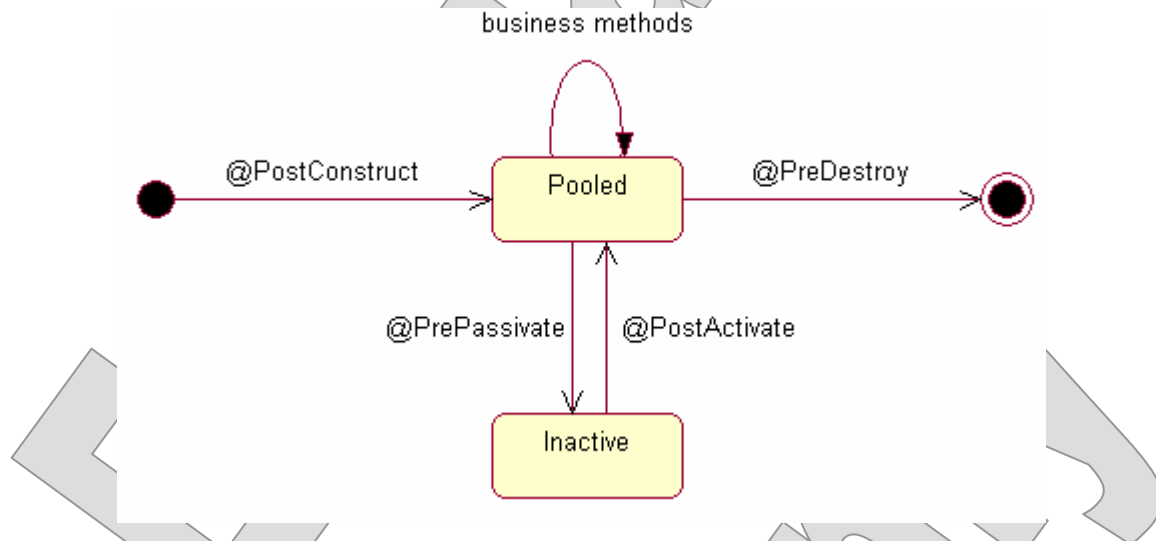 business methods
@PostConstruct
Pooled
@PreDestroy
@PrePassivate
@PostActivate
Inactive